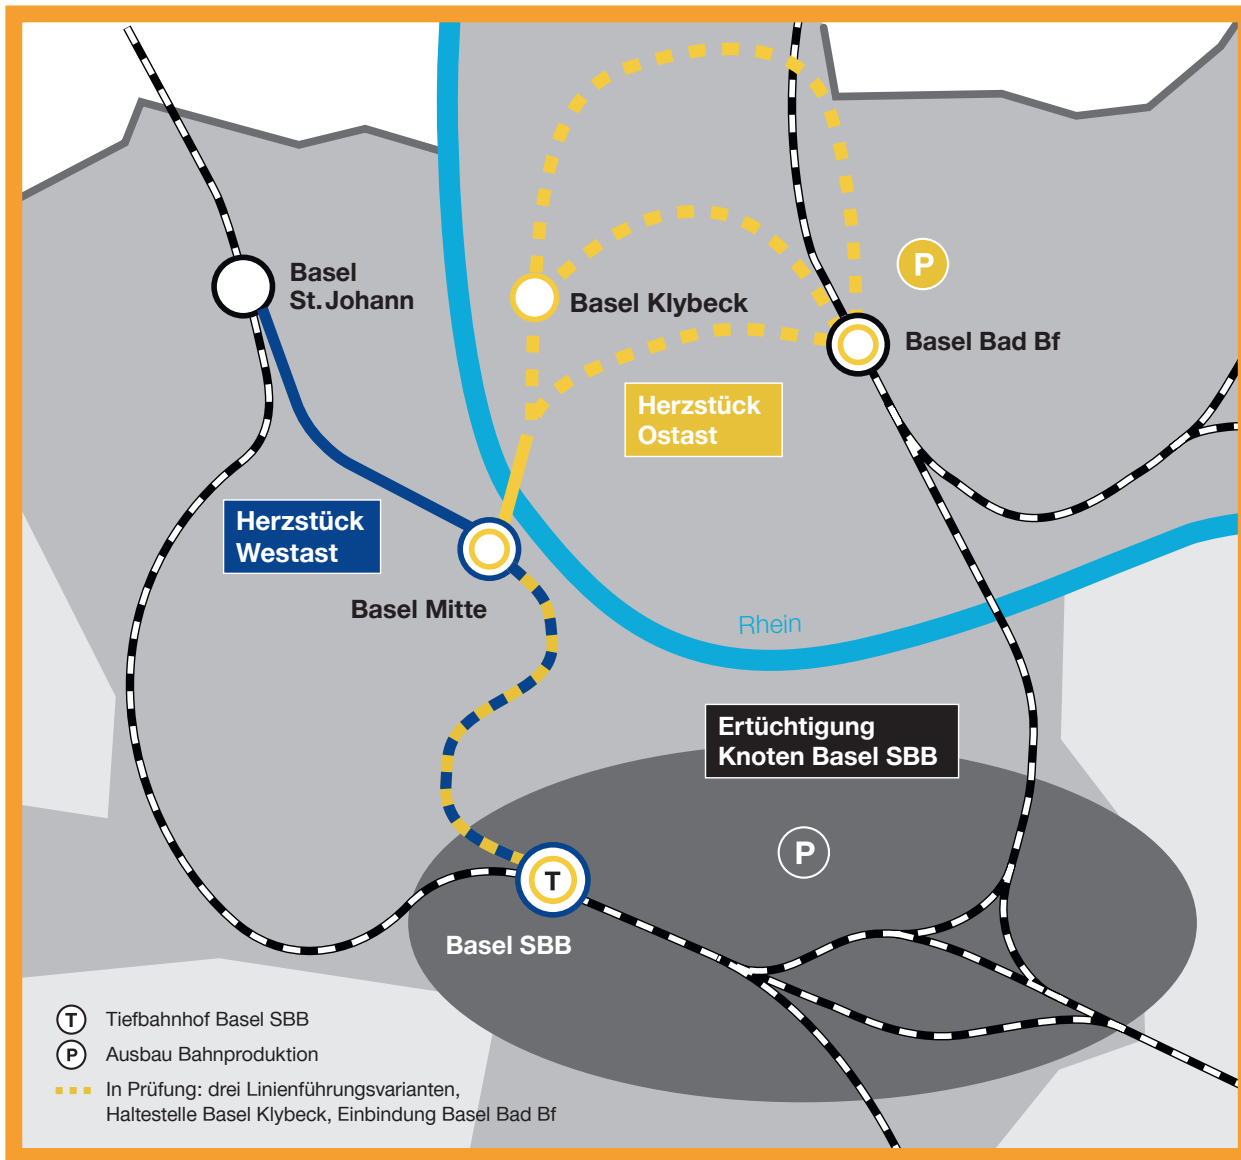 P
Basel
St. Johann
Basel Klybeck
Basel Bad Bf
Herzstück
Ostast
Herzstück
Westast
Basel Mitte
Rhein
Ertüchtigung
Knoten Basel SBB
P
T
Basel SBB
T Tiefbahnhof Basel SBB
P Ausbau Bahnproduktion
In Prüfung: drei Linienführungsvarianten,
Haltestelle Basel Klybeck, Einbindung Basel Bad Bf